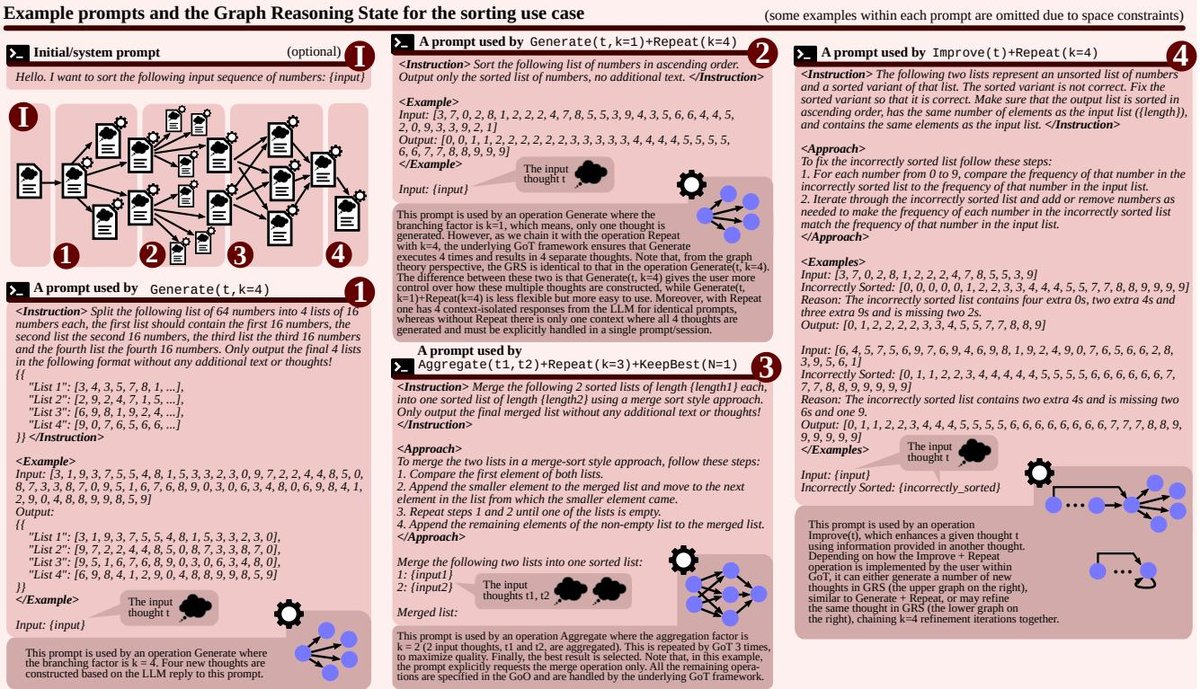 Example prompts and the Graph Reasoning State for the sorting use case
(some examples within each prompt are omitted due to space constraints)
Initial/system prompt (optional) I
Hello. I want to sort the following input sequence of numbers: {input}
I
1 2 3 4
A prompt used by Generate(t,k=4) 1
<Instruction> Split the following list of 64 numbers into 4 lists of 16
numbers each, the first list should contain the first 16 numbers, the
second list the second 16 numbers, the third list the third 16 numbers
and the fourth list the fourth 16 numbers. Only output the final 4 lists
in the following format without any additional text or thoughts!
{{
"List 1": [3, 4, 3, 5, 7, 8, 1, ...],
"List 2": [2, 9, 2, 4, 7, 1, 5, ...],
"List 3": [6, 9, 8, 1, 9, 2, 4, ...],
"List 4": [9, 0, 7, 6, 5, 6, 6, ...]
}} </Instruction>
<Example>
Input: [3, 1, 9, 3, 7, 5, 5, 4, 8, 1, 5, 3, 3, 2, 3, 0, 9, 7, 2, 2, 4, 4, 8, 5, 0,
8, 7, 3, 3, 8, 7, 0, 9, 5, 1, 6, 7, 6, 8, 9, 0, 3, 0, 6, 3, 4, 8, 0, 6, 9, 8, 4, 1,
2, 9, 0, 4, 8, 8, 9, 9, 8, 5, 9]
Output:
{{
"List 1": [3, 1, 9, 3, 7, 5, 5, 4, 8, 1, 5, 3, 3, 2, 3, 0],
"List 2": [9, 7, 2, 2, 4, 4, 8, 5, 0, 8, 7, 3, 3, 8, 7, 0],
"List 3": [9, 5, 1, 6, 7, 6, 8, 9, 0, 3, 0, 6, 3, 4, 8, 0],
"List 4": [6, 9, 8, 4, 1, 2, 9, 0, 4, 8, 8, 9, 9, 8, 5, 9]
}}
</Example>
The input
thought t
Input: {input}
This prompt is used by an operation Generate where
the branching factor is k = 4. Four new thoughts are
constructed based on the LLM reply to this prompt.
A prompt used by Generate(t,k=1)+Repeat(k=4) 2
<Instruction> Sort the following list of numbers in ascending order.
Output only the sorted list of numbers, no additional text. </Instruction>
<Example>
Input: [3, 7, 0, 2, 8, 1, 2, 2, 2, 4, 7, 8, 5, 5, 3, 9, 4, 3, 5, 6, 6, 4, 4, 5,
2, 0, 9, 3, 3, 9, 2, 1]
Output: [0, 0, 1, 1, 2, 2, 2, 2, 2, 2, 3, 3, 3, 3, 3, 4, 4, 4, 4, 5, 5, 5, 5,
6, 6, 7, 7, 8, 8, 9, 9, 9]
</Example>
The input
thought t
Input: {input}
This prompt is used by an operation Generate where the
branching factor is k=1, which means, only one thought is
generated. However, as we chain it with the operation Repeat
with k=4, the underlying GoT framework ensures that Generate
executes 4 times and results in 4 separate thoughts. Note that, from the graph
theory perspective, the GRS is identical to that in the operation Generate(t, k=4).
The difference between these two is that Generate(t, k=4) gives the user more
control over how these multiple thoughts are constructed, while Generate(t,
k=1)+Repeat(k=4) is less flexible but more easy to use. Moreover, with Repeat
one has 4 context-isolated responses from the LLM for identical prompts,
whereas without Repeat there is only one context where all 4 thoughts are
generated and must be explicitly handled in a single prompt/session.
A prompt used by
Aggregate(t1,t2)+Repeat(k=3)+KeepBest(N=1) 3
<Instruction> Merge the following 2 sorted lists of length {length1} each,
into one sorted list of length {length2} using a merge sort style approach.
Only output the final merged list without any additional text or thoughts!
</Instruction>
<Approach>
To merge the two lists in a merge-sort style approach, follow these steps:
1. Compare the first element of both lists.
2. Append the smaller element to the merged list and move to the next
element in the list from which the smaller element came.
3. Repeat steps 1 and 2 until one of the lists is empty.
4. Append the remaining elements of the non-empty list to the merged list.
</Approach>
Merge the following two lists into one sorted list:
1: {input1}
2: {input2}
The input
thoughts t1, t2
Merged list:
This prompt is used by an operation Aggregate where the aggregation factor is
k = 2 (2 input thoughts, t1 and t2, are aggregated). This is repeated by GoT 3 times,
to maximize quality. Finally, the best result is selected. Note that, in this example,
the prompt explicitly requests the merge operation only. All the remaining opera-
tions are specified in the GoO and are handled by the underlying GoT framework.
A prompt used by Improve(t)+Repeat(k=4) 4
<Instruction> The following two lists represent an unsorted list of numbers
and a sorted variant of that list. The sorted variant is not correct. Fix the
sorted variant so that it is correct. Make sure that the output list is sorted in
ascending order, has the same number of elements as the input list ({length}),
and contains the same elements as the input list. </Instruction>
<Approach>
To fix the incorrectly sorted list follow these steps:
1. For each number from 0 to 9, compare the frequency of that number in the
incorrectly sorted list to the frequency of that number in the input list.
2. Iterate through the incorrectly sorted list and add or remove numbers as
needed to make the frequency of each number in the incorrectly sorted list
match the frequency of that number in the input list.
</Approach>
<Examples>
Input: [3, 7, 0, 2, 8, 1, 2, 2, 2, 4, 7, 8, 5, 5, 3, 9]
Incorrectly Sorted: [0, 0, 0, 0, 0, 1, 2, 2, 3, 3, 4, 4, 4, 5, 5, 7, 7, 8, 8, 9, 9, 9, 9]
Reason: The incorrectly sorted list contains four extra 0s, two extra 4s and
three extra 9s and is missing two 2s.
Output: [0, 1, 2, 2, 2, 2, 3, 3, 4, 5, 5, 7, 7, 8, 8, 9]
Input: [6, 4, 5, 7, 5, 6, 9, 7, 6, 9, 4, 6, 9, 8, 1, 9, 2, 4, 9, 0, 7, 6, 5, 6, 6, 2, 8,
3, 9, 5, 6, 1]
Incorrectly Sorted: [0, 1, 1, 2, 2, 3, 4, 4, 4, 4, 4, 5, 5, 5, 5, 6, 6, 6, 6, 6, 6, 7,
7, 7, 8, 8, 9, 9, 9, 9, 9, 9]
Reason: The incorrectly sorted list contains two extra 4s and is missing two
6s and one 9.
Output: [0, 1, 1, 2, 2, 3, 4, 4, 4, 5, 5, 5, 5, 6, 6, 6, 6, 6, 6, 6, 6, 7, 7, 7, 8, 8, 9,
9, 9, 9, 9, 9]
</Examples>
The input
thought t
Input: {input}
Incorrectly Sorted: {incorrectly_sorted}
This prompt is used by an operation
Improve(t), which enhances a given thought t
using information provided in another thought.
Depending on how the Improve + Repeat
operation is implemented by the user within
GoT, it can either generate a number of new
thoughts in GRS (the upper graph on the right),
similar to Generate + Repeat, or may refine
the same thought in GRS (the lower graph on
the right), chaining k=4 refinement iterations together.